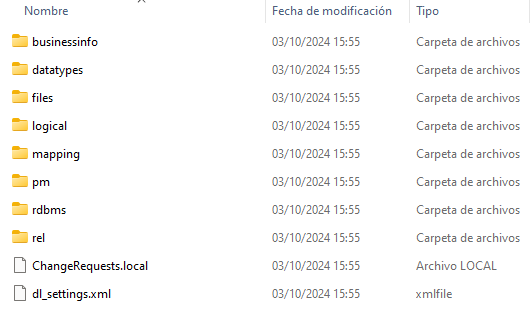 Nombre Fecha de modificación Tipo
businessinfo 03/10/2024 15:55 Carpeta de archivos
datatypes 03/10/2024 15:55 Carpeta de archivos
files 03/10/2024 15:55 Carpeta de archivos
logical 03/10/2024 15:55 Carpeta de archivos
mapping 03/10/2024 15:55 Carpeta de archivos
pm 03/10/2024 15:55 Carpeta de archivos
rdbms 03/10/2024 15:55 Carpeta de archivos
rel 03/10/2024 15:55 Carpeta de archivos
ChangeRequests.local 03/10/2024 15:55 Archivo LOCAL
dl_settings.xml 03/10/2024 15:55 xmlfile